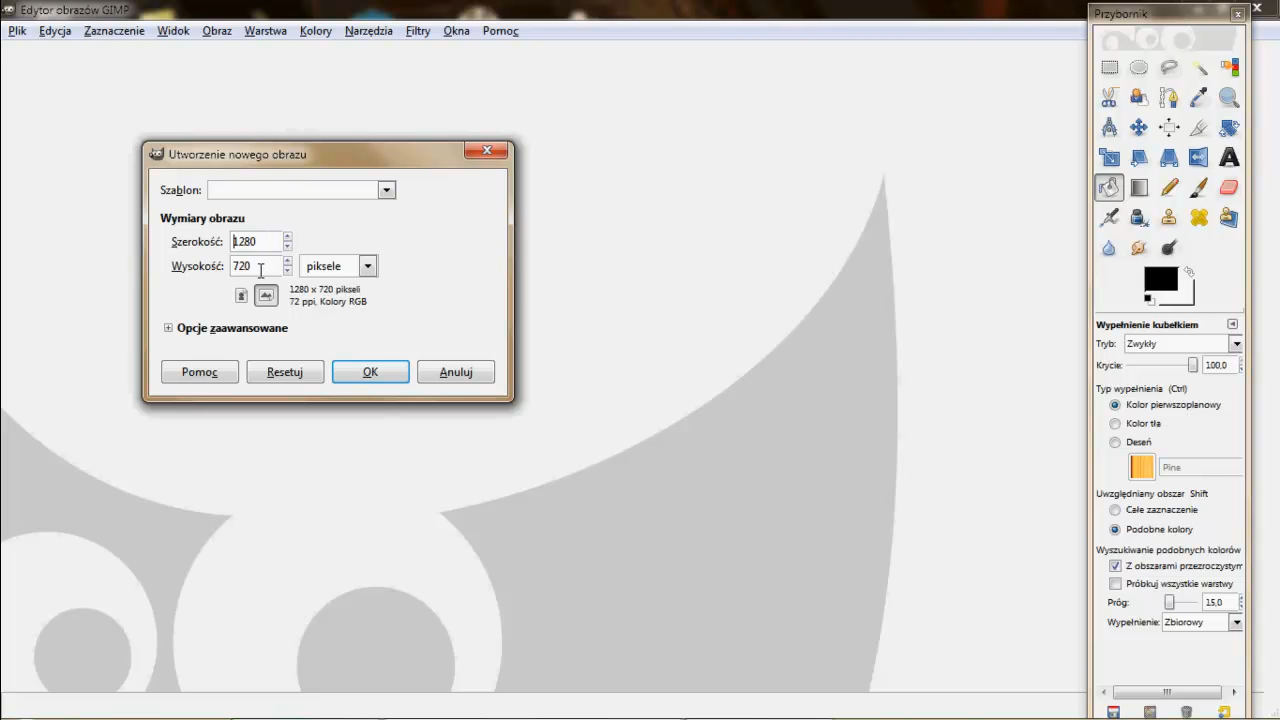 Edytor obrazów GIMP
Plik Edycja Zaznaczenie Widok Obraz Warstwa Kolory Narzędzia Filtry Okna Pomoc
Utworzenie nowego obrazu
Szablon:
Wymiary obrazu
Szerokość: 1280
Wysokość: 720 piksele
1280 x 720 pikseli
72 ppi, Kolory RGB
Opcje zaawansowane
Pomoc Resetuj OK Anuluj
Przybornik
Wypełnienie kubełkiem
Tryb: Zwykły
Krycie: 100,0
Typ wypełnienia (Ctrl)
Kolor pierwszoplanowy
Kolor tła
Deseń
Pine
Uwzględniany obszar Shift
Całe zaznaczenie
Podobne kolory
Wyszukiwanie podobnych kolorów
Z obszarami przezroczystym
Próbkuj wszystkie warstwy
Próg: 15,0
Wypełnienie: Zbiorowy